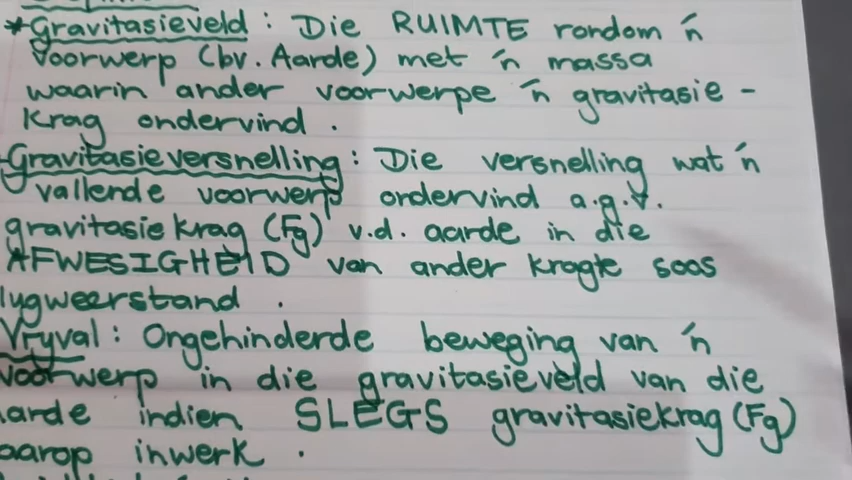 *Gravitasieveld : Die RUIMTE rondom 'n
voorwerp (bv. Aarde) met 'n massa
waarin ander voorwerpe 'n gravitasie -
krag ondervind .
Gravitasieversnelling : Die versnelling wat 'n
vallende voorwerp ordervind a.g.v.
gravitasiekrag (Fg) v.d. aarde in die
AFWESIGHEID van ander kragte soos
lugweerstand .
Vryval : Ongehinderde beweging van 'n
voorwerp in die gravitasieveld van die
aarde indien SLEGS gravitasiekrag (Fg)
aarop inwerk .